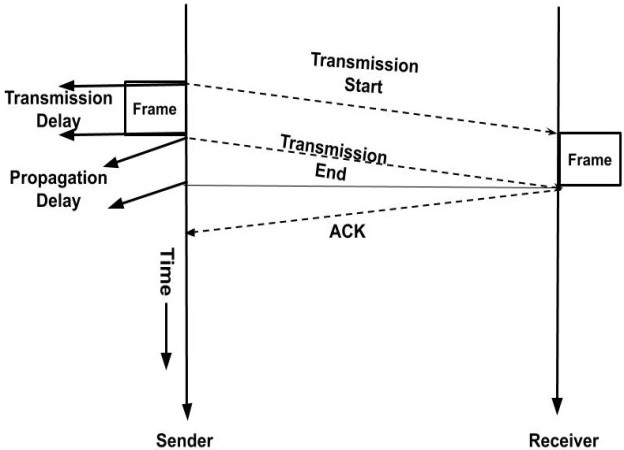 Transmission
Start
Transmission
Delay
Frame
Transmission
End
Frame
Propagation
Delay
ACK
Time
Sender
Receiver